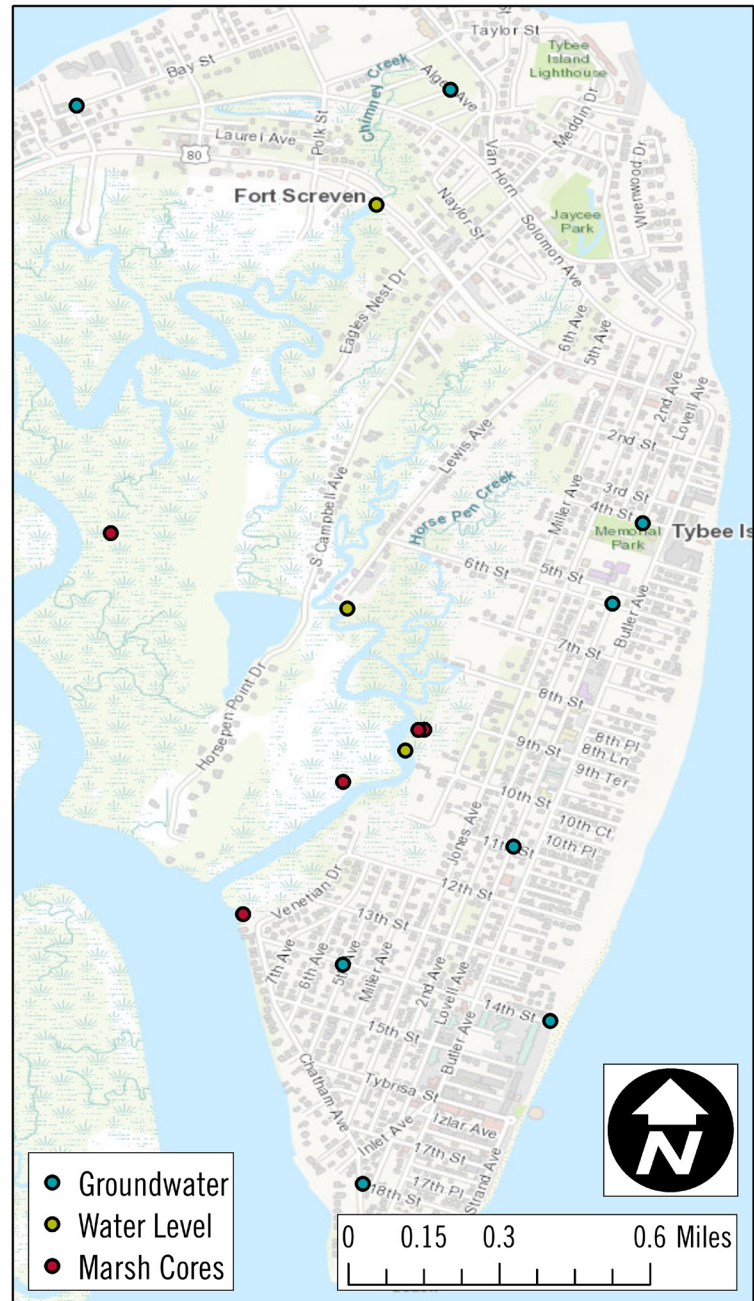 Taylor St
Tybee
Island
Lighthouse
Bay St
Chimney Creek
Meddin Dr
Polk St
Laurel Ave
80
Van Horn
Wrenwood Dr
Fort Screven
Naylor St
Jaycee
Park
Solomon Ave
Eagles Nest Dr
6th Ave
5th Ave
2nd Ave
Lovell Ave
Lewis Ave
2nd St
S Campbell Ave
Horse Pen Creek
Miller Ave
3rd St
4th St
Memorial
Park
Tybee Is
6th St
5th St
Butler Ave
7th St
Horsepen Point Dr
8th St
8th Pl
8th Ln
9th St
9th Ter
10th St
10th Ct
Jones Ave
11th St
10th Pl
12th St
Venetian Dr
13th St
7th Ave
6th Ave
5th Ave
Miller Ave
2nd Ave
Lovell Ave
14th St
Butler Ave
15th St
Chatham Ave
Tybrisa St
Izlar Ave
Inlet Ave
17th St
17th Pl
Strand Ave
18th St
N
Groundwater
Water Level
Marsh Cores
0 0.15 0.3 0.6 Miles